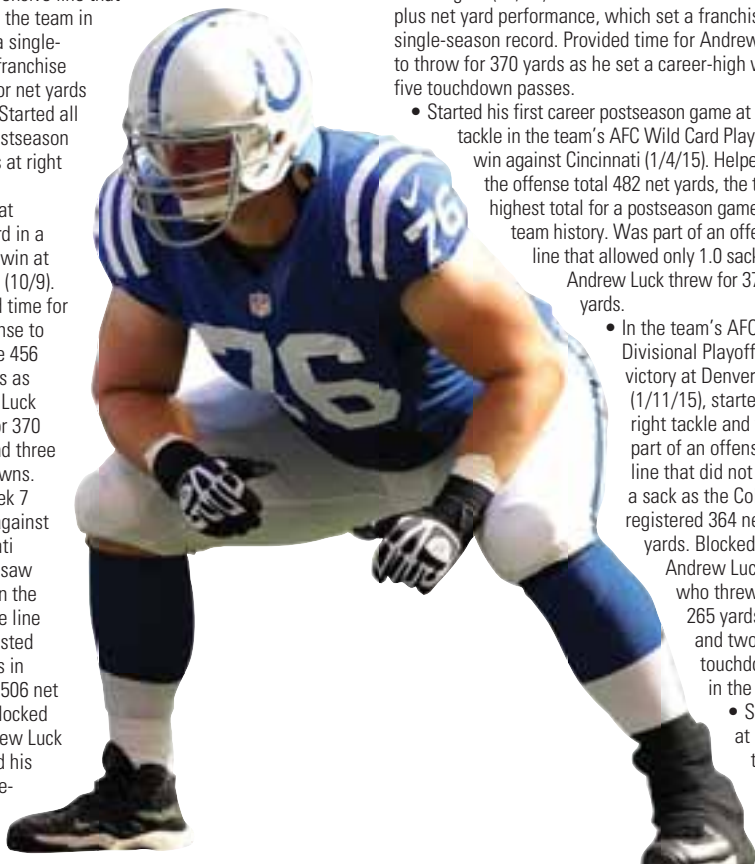 the team in
a single-
franchise
or net yards
Started all
stseason
s at right
at
rd in a
win at
(10/9).
d time for
nse to
e 456
s as
Luck
or 370
nd three
wns.
ek 7
gainst
ti
saw
n the
e line
sted
s in
506 net
locked
ew Luck
d his
e-
plus net yard performance, which set a franchise
single-season record. Provided time for Andrew
to throw for 370 yards as he set a career-high w
five touchdown passes.
• Started his first career postseason game at
tackle in the team's AFC Wild Card Play
win against Cincinnati (1/4/15). Helpe
the offense total 482 net yards, the t
highest total for a postseason game
team history. Was part of an offe
line that allowed only 1.0 sack
Andrew Luck threw for 37
yards.
• In the team's AFC
Divisional Playoff
victory at Denver
(1/11/15), starte
right tackle and
part of an offens
line that did not
a sack as the Co
registered 364 ne
yards. Blocked
Andrew Luc
who threw
265 yards
and two
touchdo
in the
• S
at
t
76
76